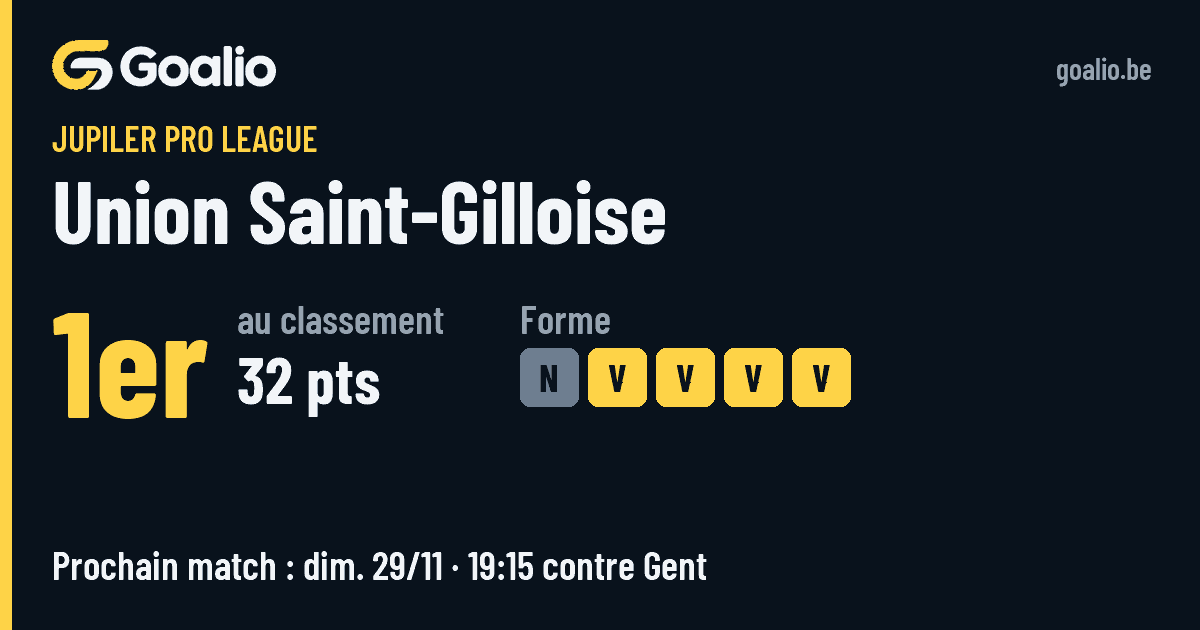 Goalio
goalio.be
JUPILER PRO LEAGUE
Union Saint-Gilloise
1er
au classement
32 pts
Forme
N V V V V
Prochain match : dim. 29/11 · 19:15 contre Gent